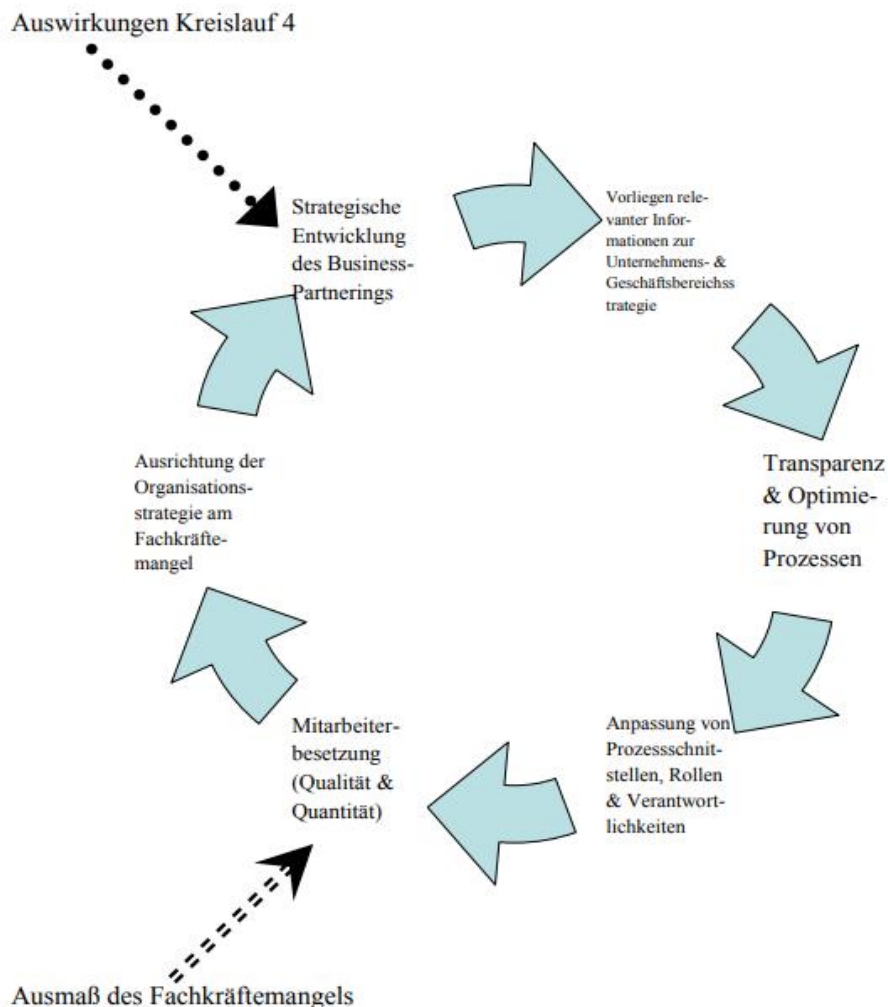 Auswirkungen Kreislauf 4
Strategische
Entwicklung
des Business-
Partnerings
Vorliegen rele-
vanter Infor-
mationen zur
Unternehmens- &
Geschäftsbereichss
trategie
Transparenz
& Optimie-
rung von
Prozessen
Anpassung von
Prozessschnit-
stellen, Rollen
& Verantwort-
lichkeiten
Mitarbeiter-
besetzung
(Qualität &
Quantität)
Ausrichtung der
Organisations-
strategie am
Fachkräfte-
mangel
Ausmaß des Fachkräftemangels